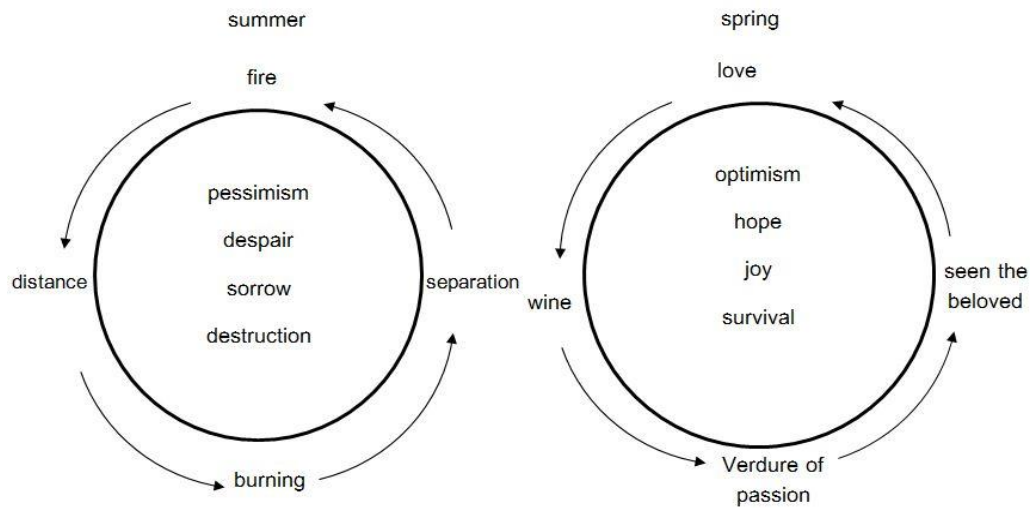 summer
fire
pessimism
despair
sorrow
destruction
distance
separation
burning
spring
love
optimism
hope
joy
survival
wine
seen the
beloved
Verdure of
passion